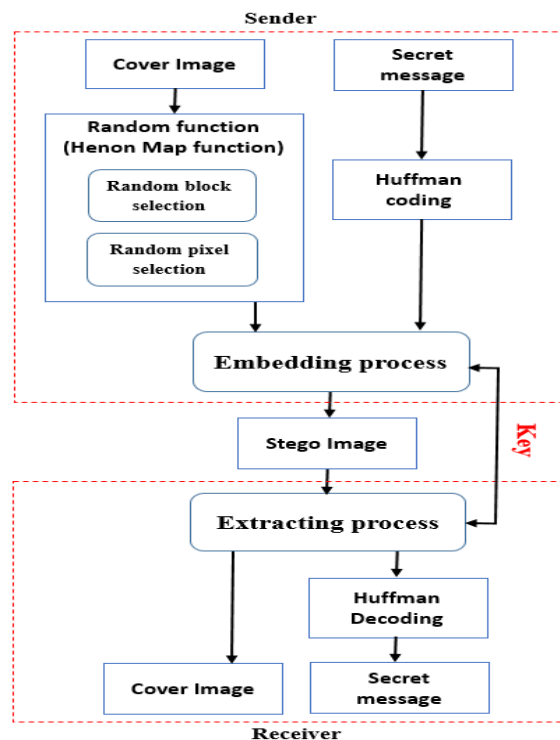 Sender
Cover Image
Secret
message
Random function
(Henon Map function)
Random block
selection
Random pixel
selection
Huffman
coding
Embedding process
Key
Stego Image
Extracting process
Huffman
Decoding
Cover Image
Secret
message
Receiver